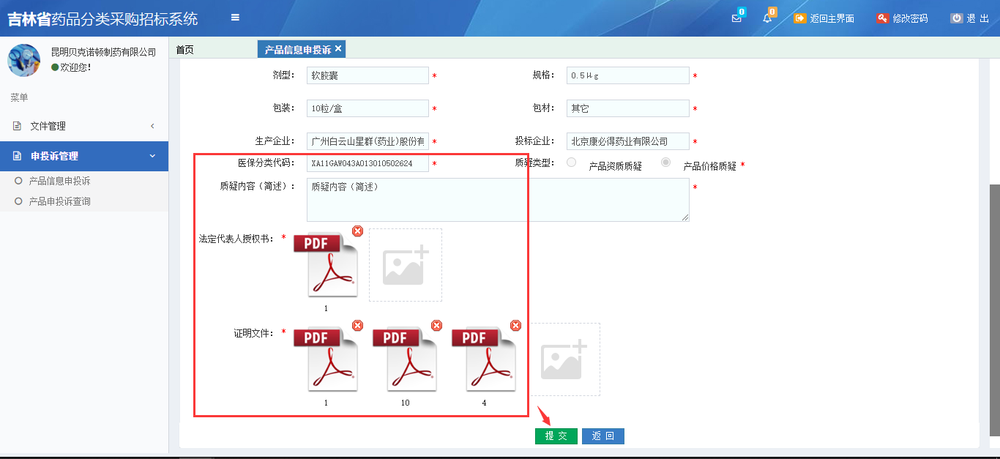 吉林省药品分类采购招标系统
0
0
返回主界面
修改密码
退 出
昆明贝克诺顿制药有限公司
欢迎您!
菜单
文件管理
申投诉管理
产品信息申投诉
产品申投诉查询
首页
产品信息申投诉
剂型: 软胶囊 *
规格: 0.5μg *
包装: 10粒/盒 *
包材: 其它 *
生产企业: 广州白云山星群(药业)股份有 *
投标企业: 北京康必得药业有限公司 *
医保分类代码: XA11GAW043A013010502624 *
质疑类型: 产品资质质疑 产品价格质疑 *
质疑内容（简述）: 质疑内容（简述） *
法定代表人授权书: *
PDF
1
证明文件: *
PDF PDF PDF
1 10 4
提 交
返 回